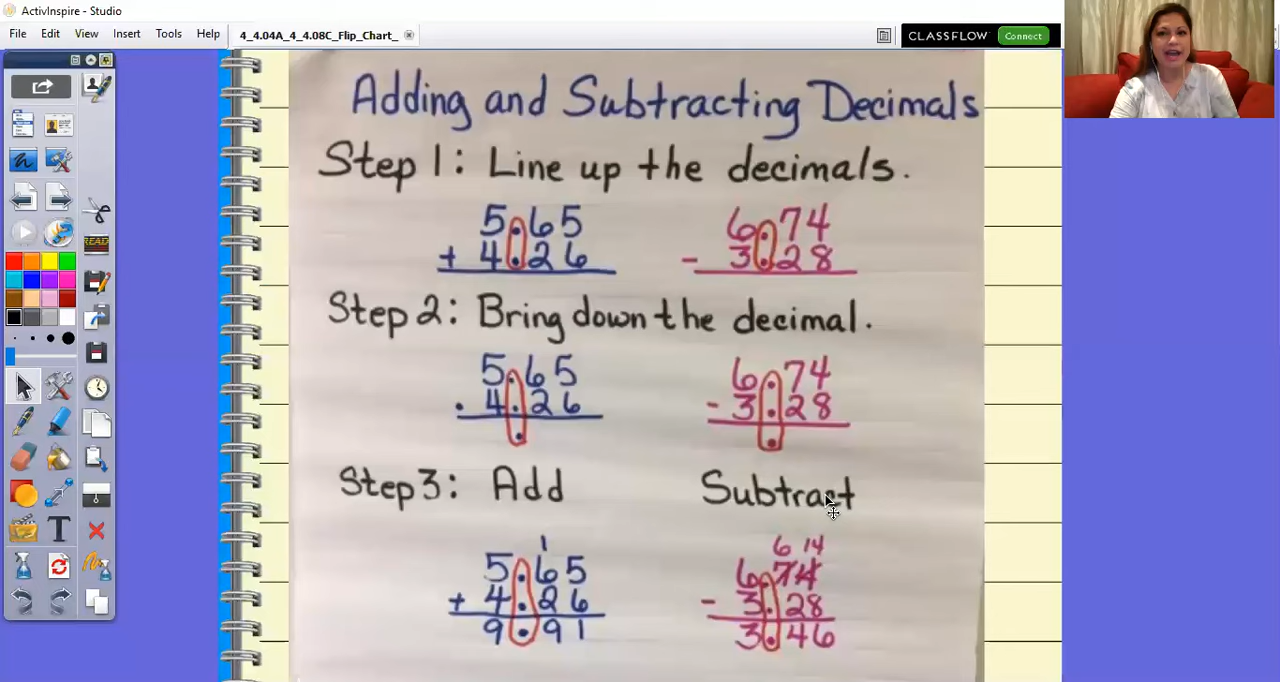 ActivInspire - Studio
File Edit View Insert Tools Help 4_4.04A_4_4.08C_Flip_Chart_ CLASSFLOW Connect
READ
Adding and Subtracting Decimals
Step 1: Line up the decimals.
5.65 6.74
+ 4.26 - 3.28
Step 2: Bring down the decimal.
5.65 6.74
. 4.26 - 3.28
. .
Step 3: Add Subtract
1 6 14
5.65 6.74
+ 4.26 - 3.28
9.91 3.46